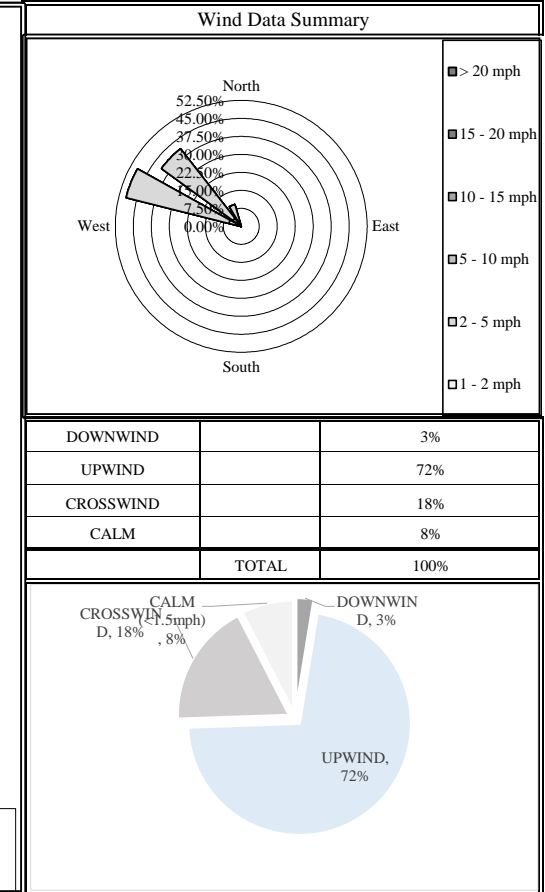 Wind Data Summary
North
52.50%
45.00%
37.50%
30.00%
22.50%
15.00%
7.50%
0.00%
West
East
South
> 20 mph
15 - 20 mph
10 - 15 mph
5 - 10 mph
2 - 5 mph
1 - 2 mph
DOWNWIND 3%
UPWIND 72%
CROSSWIND 18%
CALM 8%
TOTAL 100%
CROSSWIN
D, 18%
CALM
(<1.5mph)
, 8%
DOWNWIN
D, 3%
UPWIND,
72%